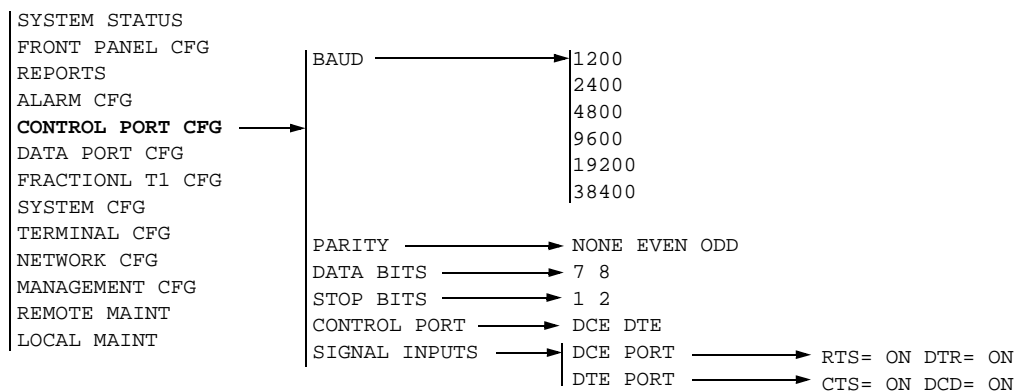 SYSTEM STATUS
FRONT PANEL CFG
REPORTS
ALARM CFG
CONTROL PORT CFG
DATA PORT CFG
FRACTIONL T1 CFG
SYSTEM CFG
TERMINAL CFG
NETWORK CFG
MANAGEMENT CFG
REMOTE MAINT
LOCAL MAINT
BAUD
1200
2400
4800
9600
19200
38400
PARITY NONE EVEN ODD
DATA BITS 7 8
STOP BITS 1 2
CONTROL PORT DCE DTE
SIGNAL INPUTS DCE PORT RTS= ON DTR= ON
DTE PORT CTS= ON DCD= ON